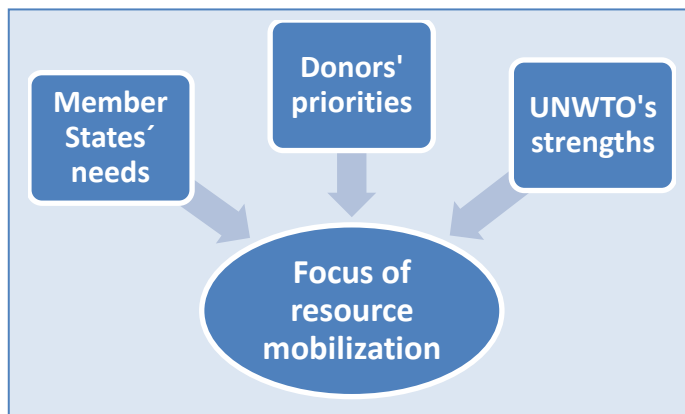 Member
States´
needs
Donors'
priorities
UNWTO's
strengths
Focus of
resource
mobilization